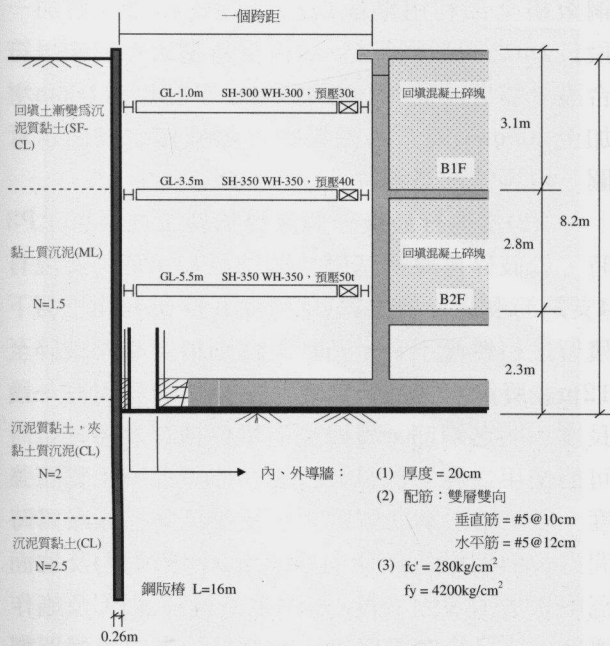 一個跨距
GL-1.0m SH-300 WH-300，預壓30t
回填混凝土碎塊
回填土漸變為沉
泥質黏土(SF-
CL)
3.1m
B1F
GL-3.5m SH-350 WH-350，預壓40t
8.2m
黏土質沉泥(ML)
回填混凝土碎塊
2.8m
GL-5.5m SH-350 WH-350，預壓50t
B2F
N=1.5
2.3m
沉泥質黏土，夾
黏土質沉泥(CL)
N=2
內、外導牆：
(1) 厚度 = 20cm
(2) 配筋：雙層雙向
垂直筋 = #5@10cm
水平筋 = #5@12cm
沉泥質黏土(CL)
N=2.5
(3) fc' = 280kg/cm²
fy = 4200kg/cm²
鋼版樁 L=16m
0.26m